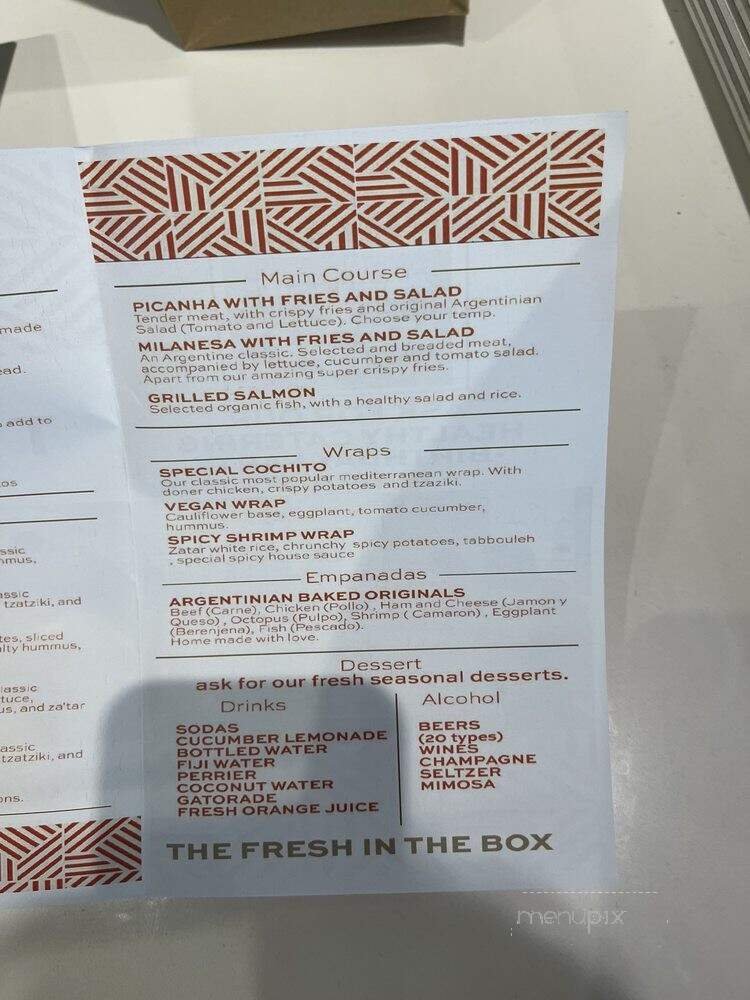 made
ead.
add to
os
ssic
mmus,
assic
tzatziki, and
tes, sliced
alty hummus,
lassic
tuce,
us, and za'tar
assic
tzatziki, and
ons.
Main Course
PICANHA WITH FRIES AND SALAD
Tender meat, with crispy fries and original Argentinian
Salad (Tomato and Lettuce). Choose your temp.
MILANESA WITH FRIES AND SALAD
An Argentine classic. Selected and breaded meat,
accompanied by lettuce, cucumber and tomato salad.
Apart from our amazing super crispy fries.
GRILLED SALMON
Selected organic fish, with a healthy salad and rice.
Wraps
SPECIAL COCHITO
Our classic most popular mediterranean wrap. With
doner chicken, crispy potatoes and tzaziki.
VEGAN WRAP
Cauliflower base, eggplant, tomato cucumber,
hummus.
SPICY SHRIMP WRAP
Zatar white rice, chrunchy spicy potatoes, tabbouleh
, special spicy house sauce
Empanadas
ARGENTINIAN BAKED ORIGINALS
Beef (Carne), Chicken (Pollo) , Ham and Cheese (Jamon y
Queso) , Octopus (Pulpo), Shrimp ( Camaron) , Eggplant
(Berenjena), Fish (Pescado).
Home made with love.
Dessert
ask for our fresh seasonal desserts.
Drinks
SODAS
CUCUMBER LEMONADE
BOTTLED WATER
FIJI WATER
PERRIER
COCONUT WATER
GATORADE
FRESH ORANGE JUICE
Alcohol
BEERS
(20 types)
WINES
CHAMPAGNE
SELTZER
MIMOSA
THE FRESH IN THE BOX
menupix